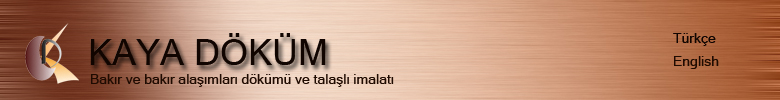 KAYA DÖKÜM
Bakır ve bakır alaşımları dökümü ve talaşlı imalatı
Türkçe
English